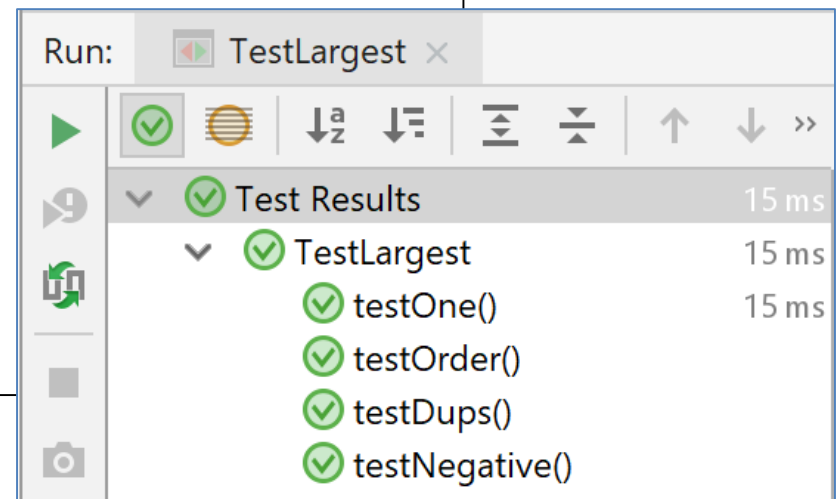 Run: TestLargest
Test Results 15 ms
TestLargest 15 ms
testOne() 15 ms
testOrder()
testDups()
testNegative()